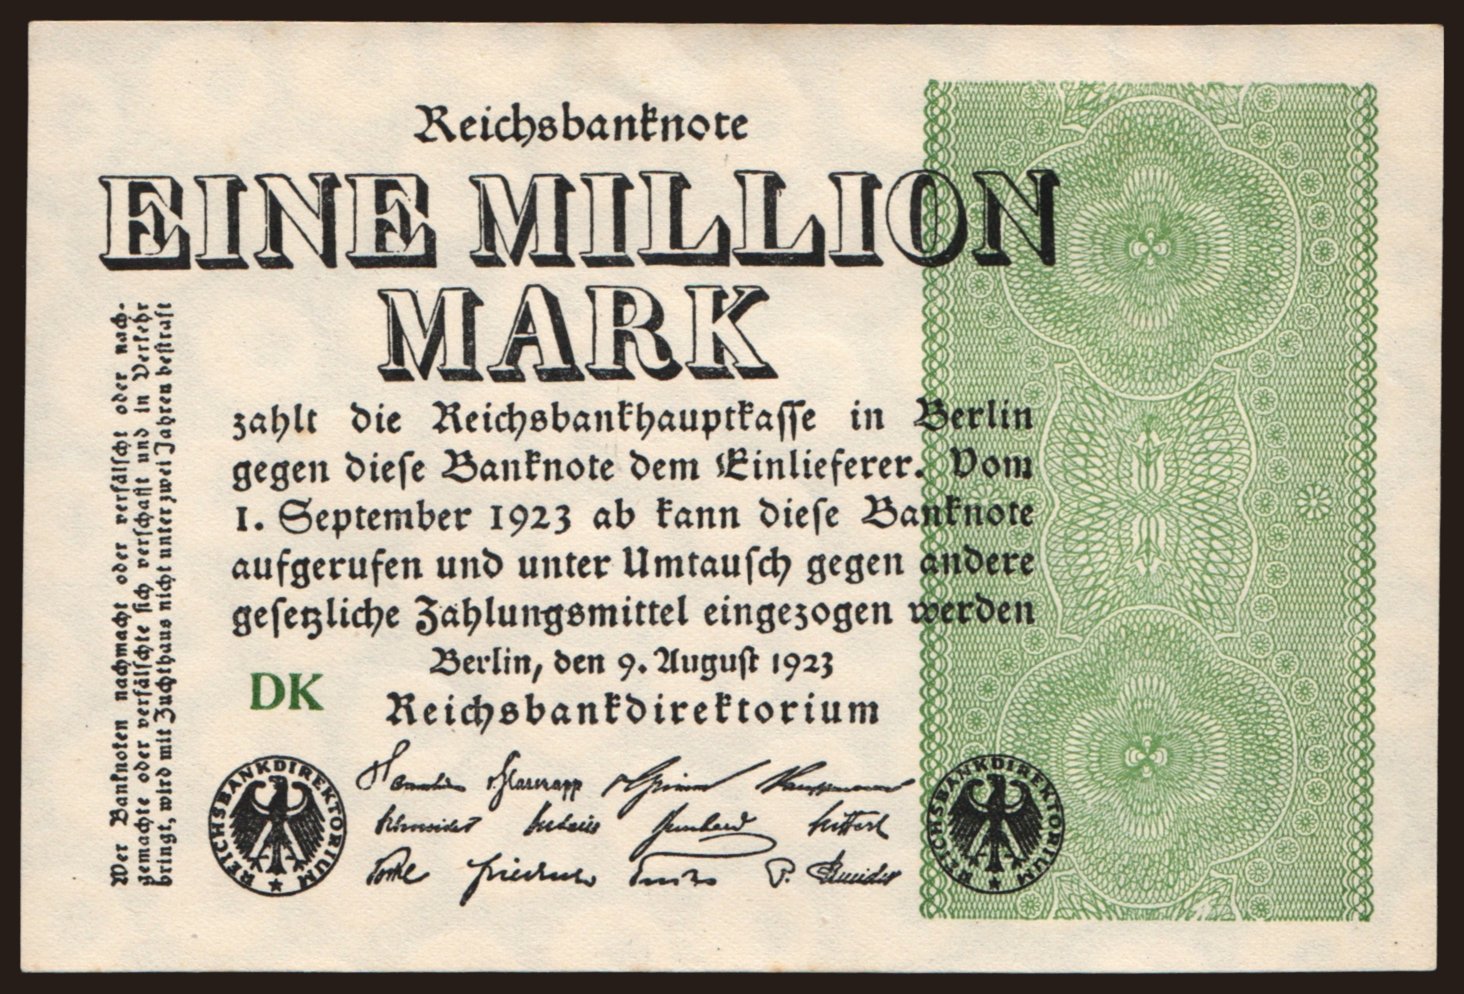 Reichsbanknote
EINE MILLION
MARK
zahlt die Reichsbankhauptkasse in Berlin
gegen diese Banknote dem Einlieferer. Vom
1. September 1923 ab kann diese Banknote
aufgerufen und unter Umtausch gegen andere
gesetzliche Zahlungsmittel eingezogen werden
Berlin, den 9. August 1923
Reichsbankdirektorium
DK
Wer Banknoten nachmacht oder verfälscht oder nach-
gemachte oder verfälschte sich verschafft und in Verkehr
bringt, wird mit Zuchthaus nicht unter zwei Jahren bestraft
REICHSBANKDIREKTORIUM
REICHSBANKDIREKTORIUM